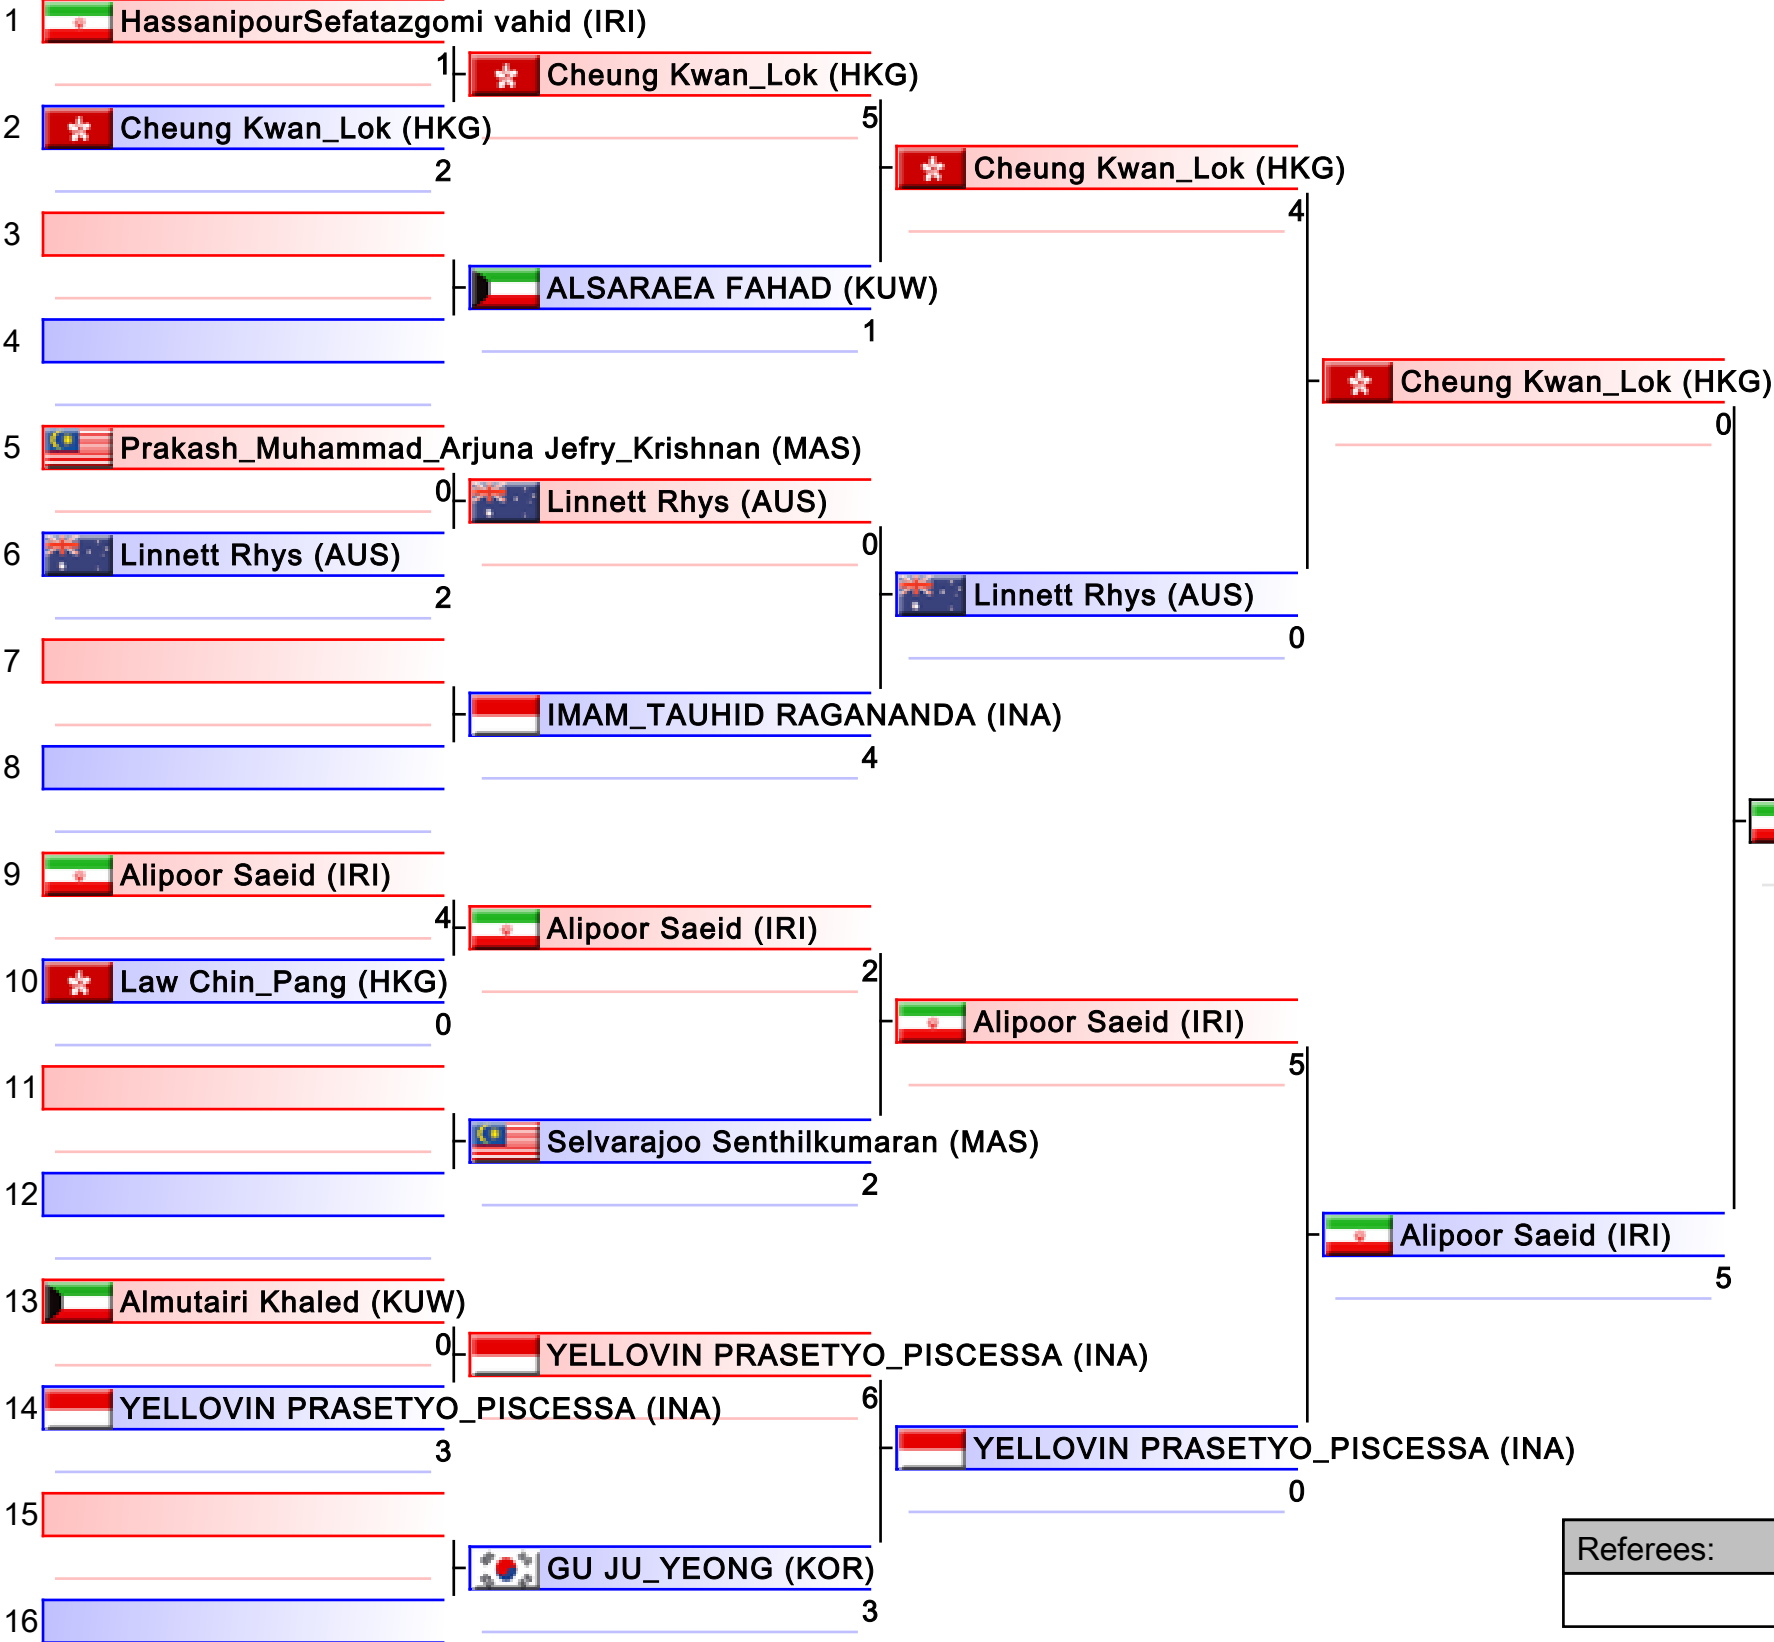 1 HassanipourSefatazgomi vahid (IRI)
1 Cheung Kwan_Lok (HKG)
5
2 Cheung Kwan_Lok (HKG)
2
Cheung Kwan_Lok (HKG)
4
3
ALSARAEA FAHAD (KUW)
1
4
Cheung Kwan_Lok (HKG)
0
5 Prakash_Muhammad_Arjuna Jefry_Krishnan (MAS)
0 Linnett Rhys (AUS)
0
6 Linnett Rhys (AUS)
2
Linnett Rhys (AUS)
0
7
IMAM_TAUHID RAGANANDA (INA)
4
8
9 Alipoor Saeid (IRI)
4 Alipoor Saeid (IRI)
2
10 Law Chin_Pang (HKG)
0
Alipoor Saeid (IRI)
5
11
Selvarajoo Senthilkumaran (MAS)
2
12
Alipoor Saeid (IRI)
5
13 Almutairi Khaled (KUW)
0 YELLOVIN PRASETYO_PISCESSA (INA)
6
14 YELLOVIN PRASETYO_PISCESSA (INA)
3
YELLOVIN PRASETYO_PISCESSA (INA)
0
15
GU JU_YEONG (KOR)
3
16
Referees: